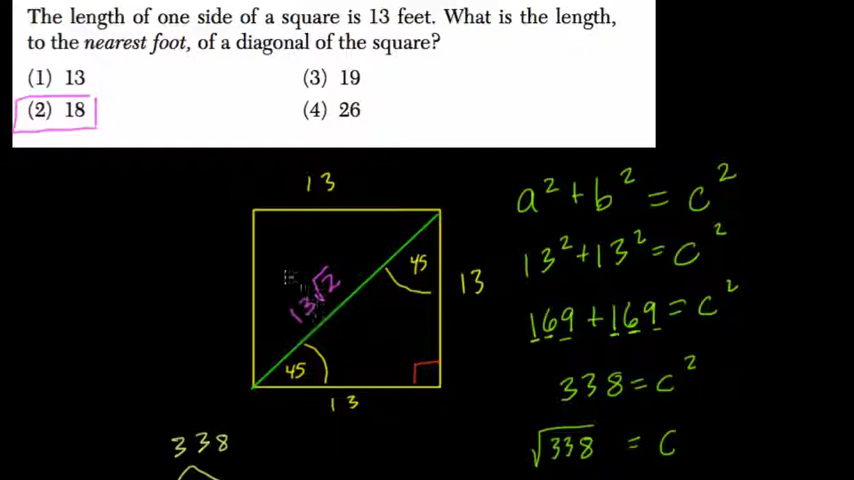 The length of one side of a square is 13 feet. What is the length,
to the nearest foot, of a diagonal of the square?
(1) 13 (3) 19
(2) 18 (4) 26
13
a² + b² = c²
45
13² + 13² = c²
13
13√2
169 + 169 = c²
45
338 = c²
13
338
√338 = c